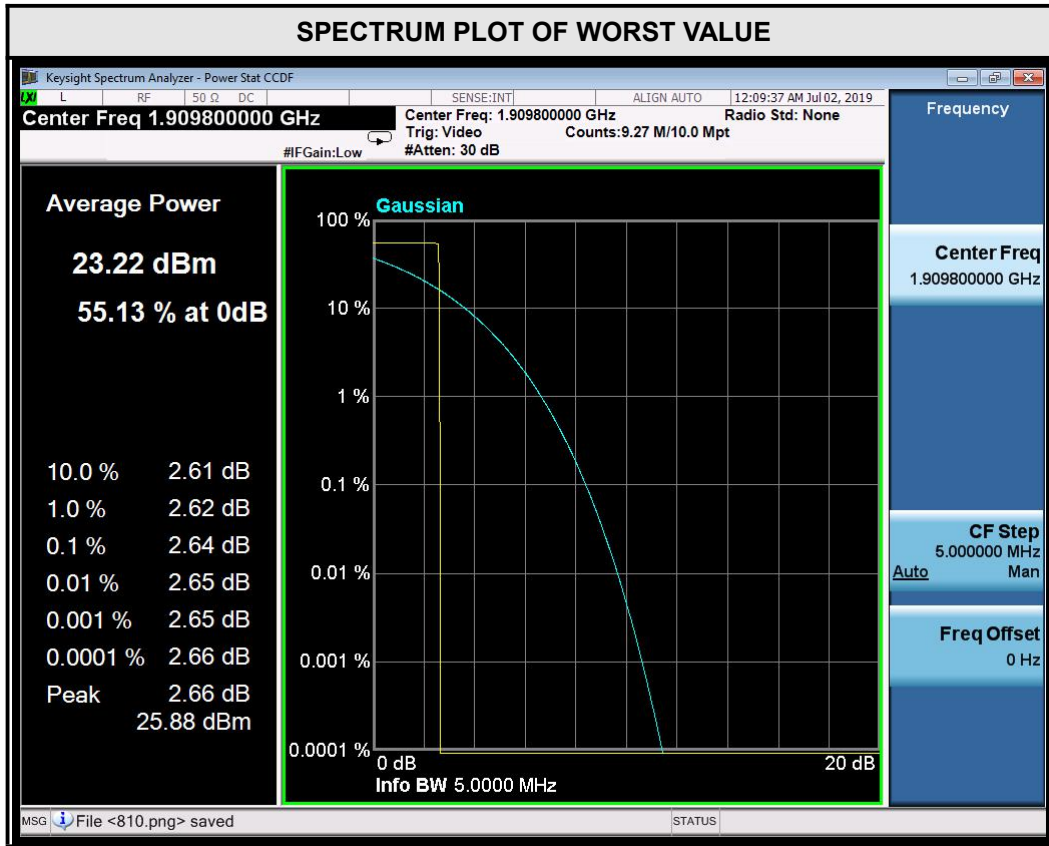 SPECTRUM PLOT OF WORST VALUE
Keysight Spectrum Analyzer - Power Stat CCDF
LXI L RF 50 Ω DC SENSE:INT ALIGN AUTO 12:09:37 AM Jul 02, 2019
Center Freq 1.909800000 GHz
Center Freq: 1.909800000 GHz Radio Std: None
Trig: Video Counts:9.27 M/10.0 Mpt
#IFGain:Low #Atten: 30 dB
Frequency
Average Power
23.22 dBm
55.13 % at 0dB
10.0 % 2.61 dB
1.0 % 2.62 dB
0.1 % 2.64 dB
0.01 % 2.65 dB
0.001 % 2.65 dB
0.0001 % 2.66 dB
Peak 2.66 dB
25.88 dBm
Gaussian
100 %
10 %
1 %
0.1 %
0.01 %
0.001 %
0.0001 %
0 dB 20 dB
Info BW 5.0000 MHz
Center Freq
1.909800000 GHz
CF Step
5.000000 MHz
Auto Man
Freq Offset
0 Hz
MSG File <810.png> saved STATUS